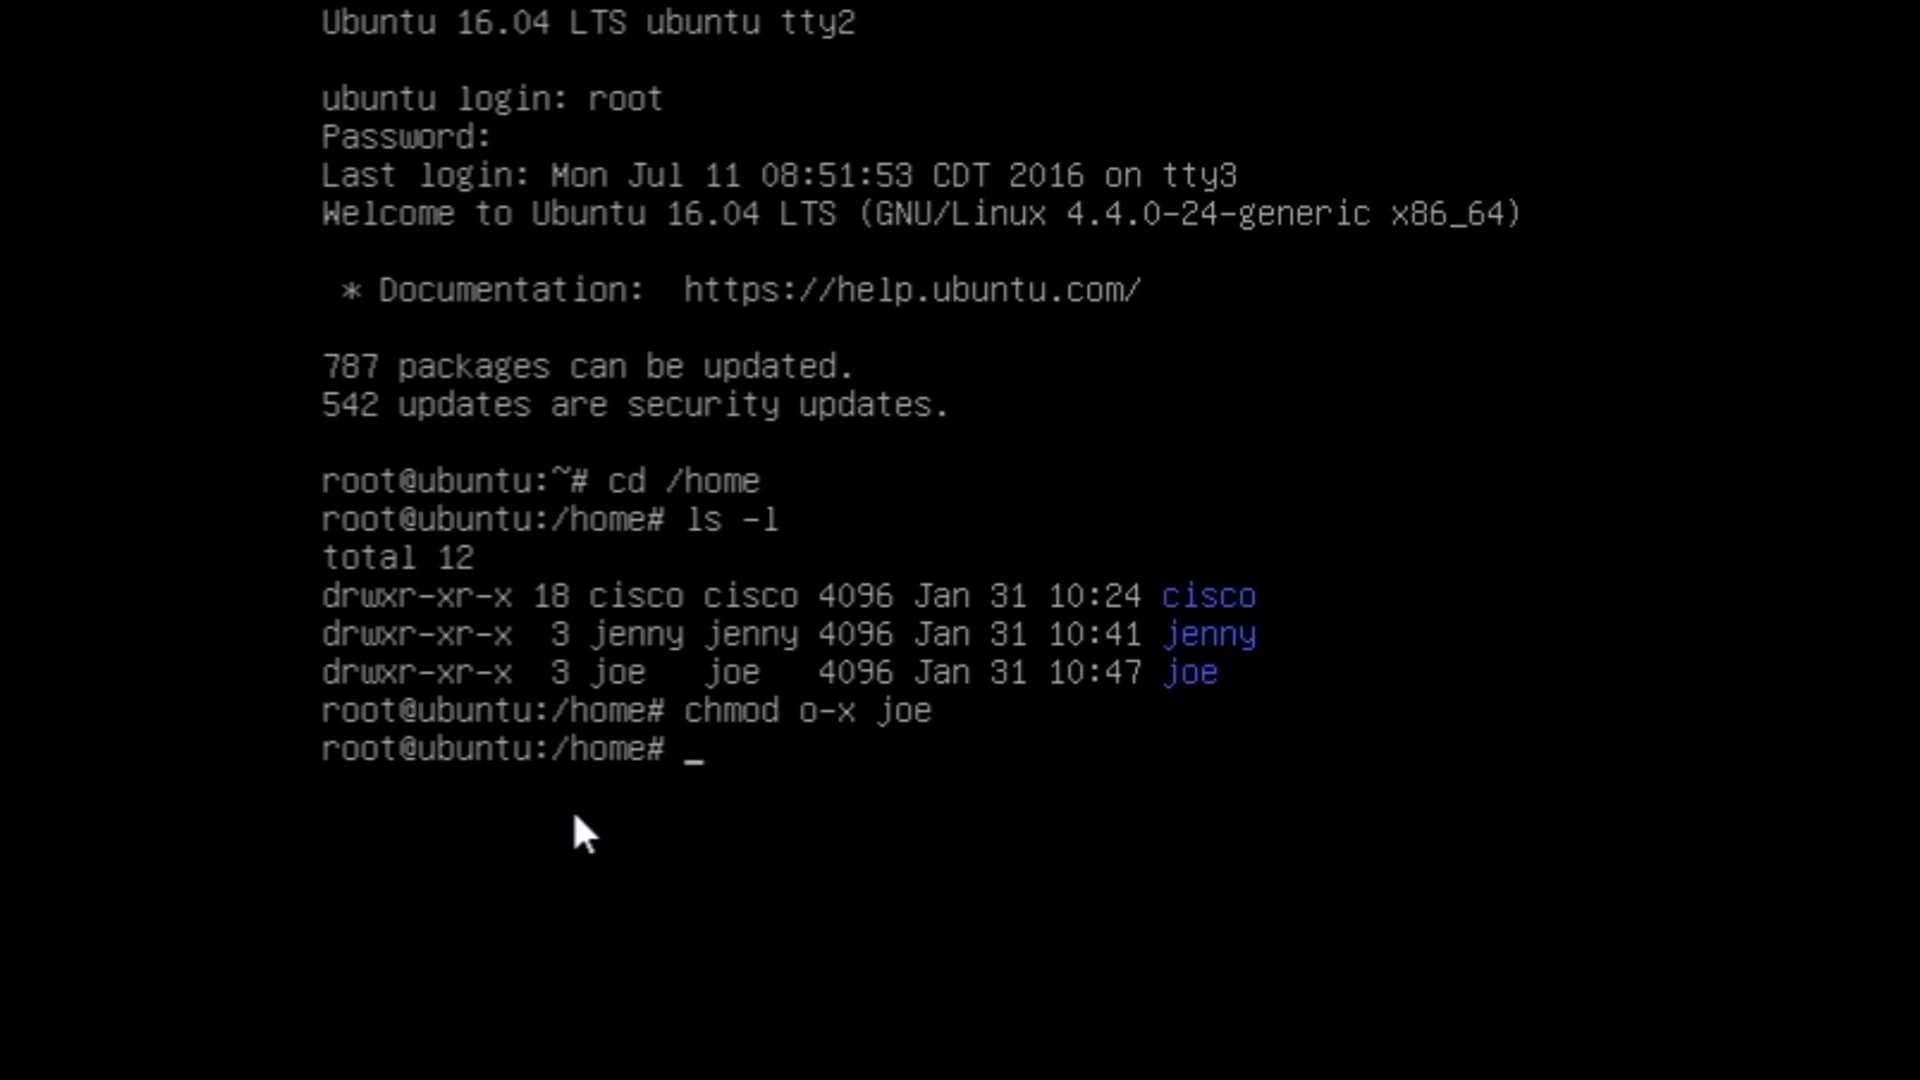 Ubuntu 16.04 LTS ubuntu tty2
ubuntu login: root
Password:
Last login: Mon Jul 11 08:51:53 CDT 2016 on tty3
Welcome to Ubuntu 16.04 LTS (GNU/Linux 4.4.0-24-generic x86_64)
* Documentation:  https://help.ubuntu.com/
787 packages can be updated.
542 updates are security updates.
root@ubuntu:~# cd /home
root@ubuntu:/home# ls -l
total 12
drwxr-xr-x 18 cisco cisco 4096 Jan 31 10:24 cisco
drwxr-xr-x  3 jenny jenny 4096 Jan 31 10:41 jenny
drwxr-xr-x  3 joe   joe   4096 Jan 31 10:47 joe
root@ubuntu:/home# chmod o-x joe
root@ubuntu:/home# _